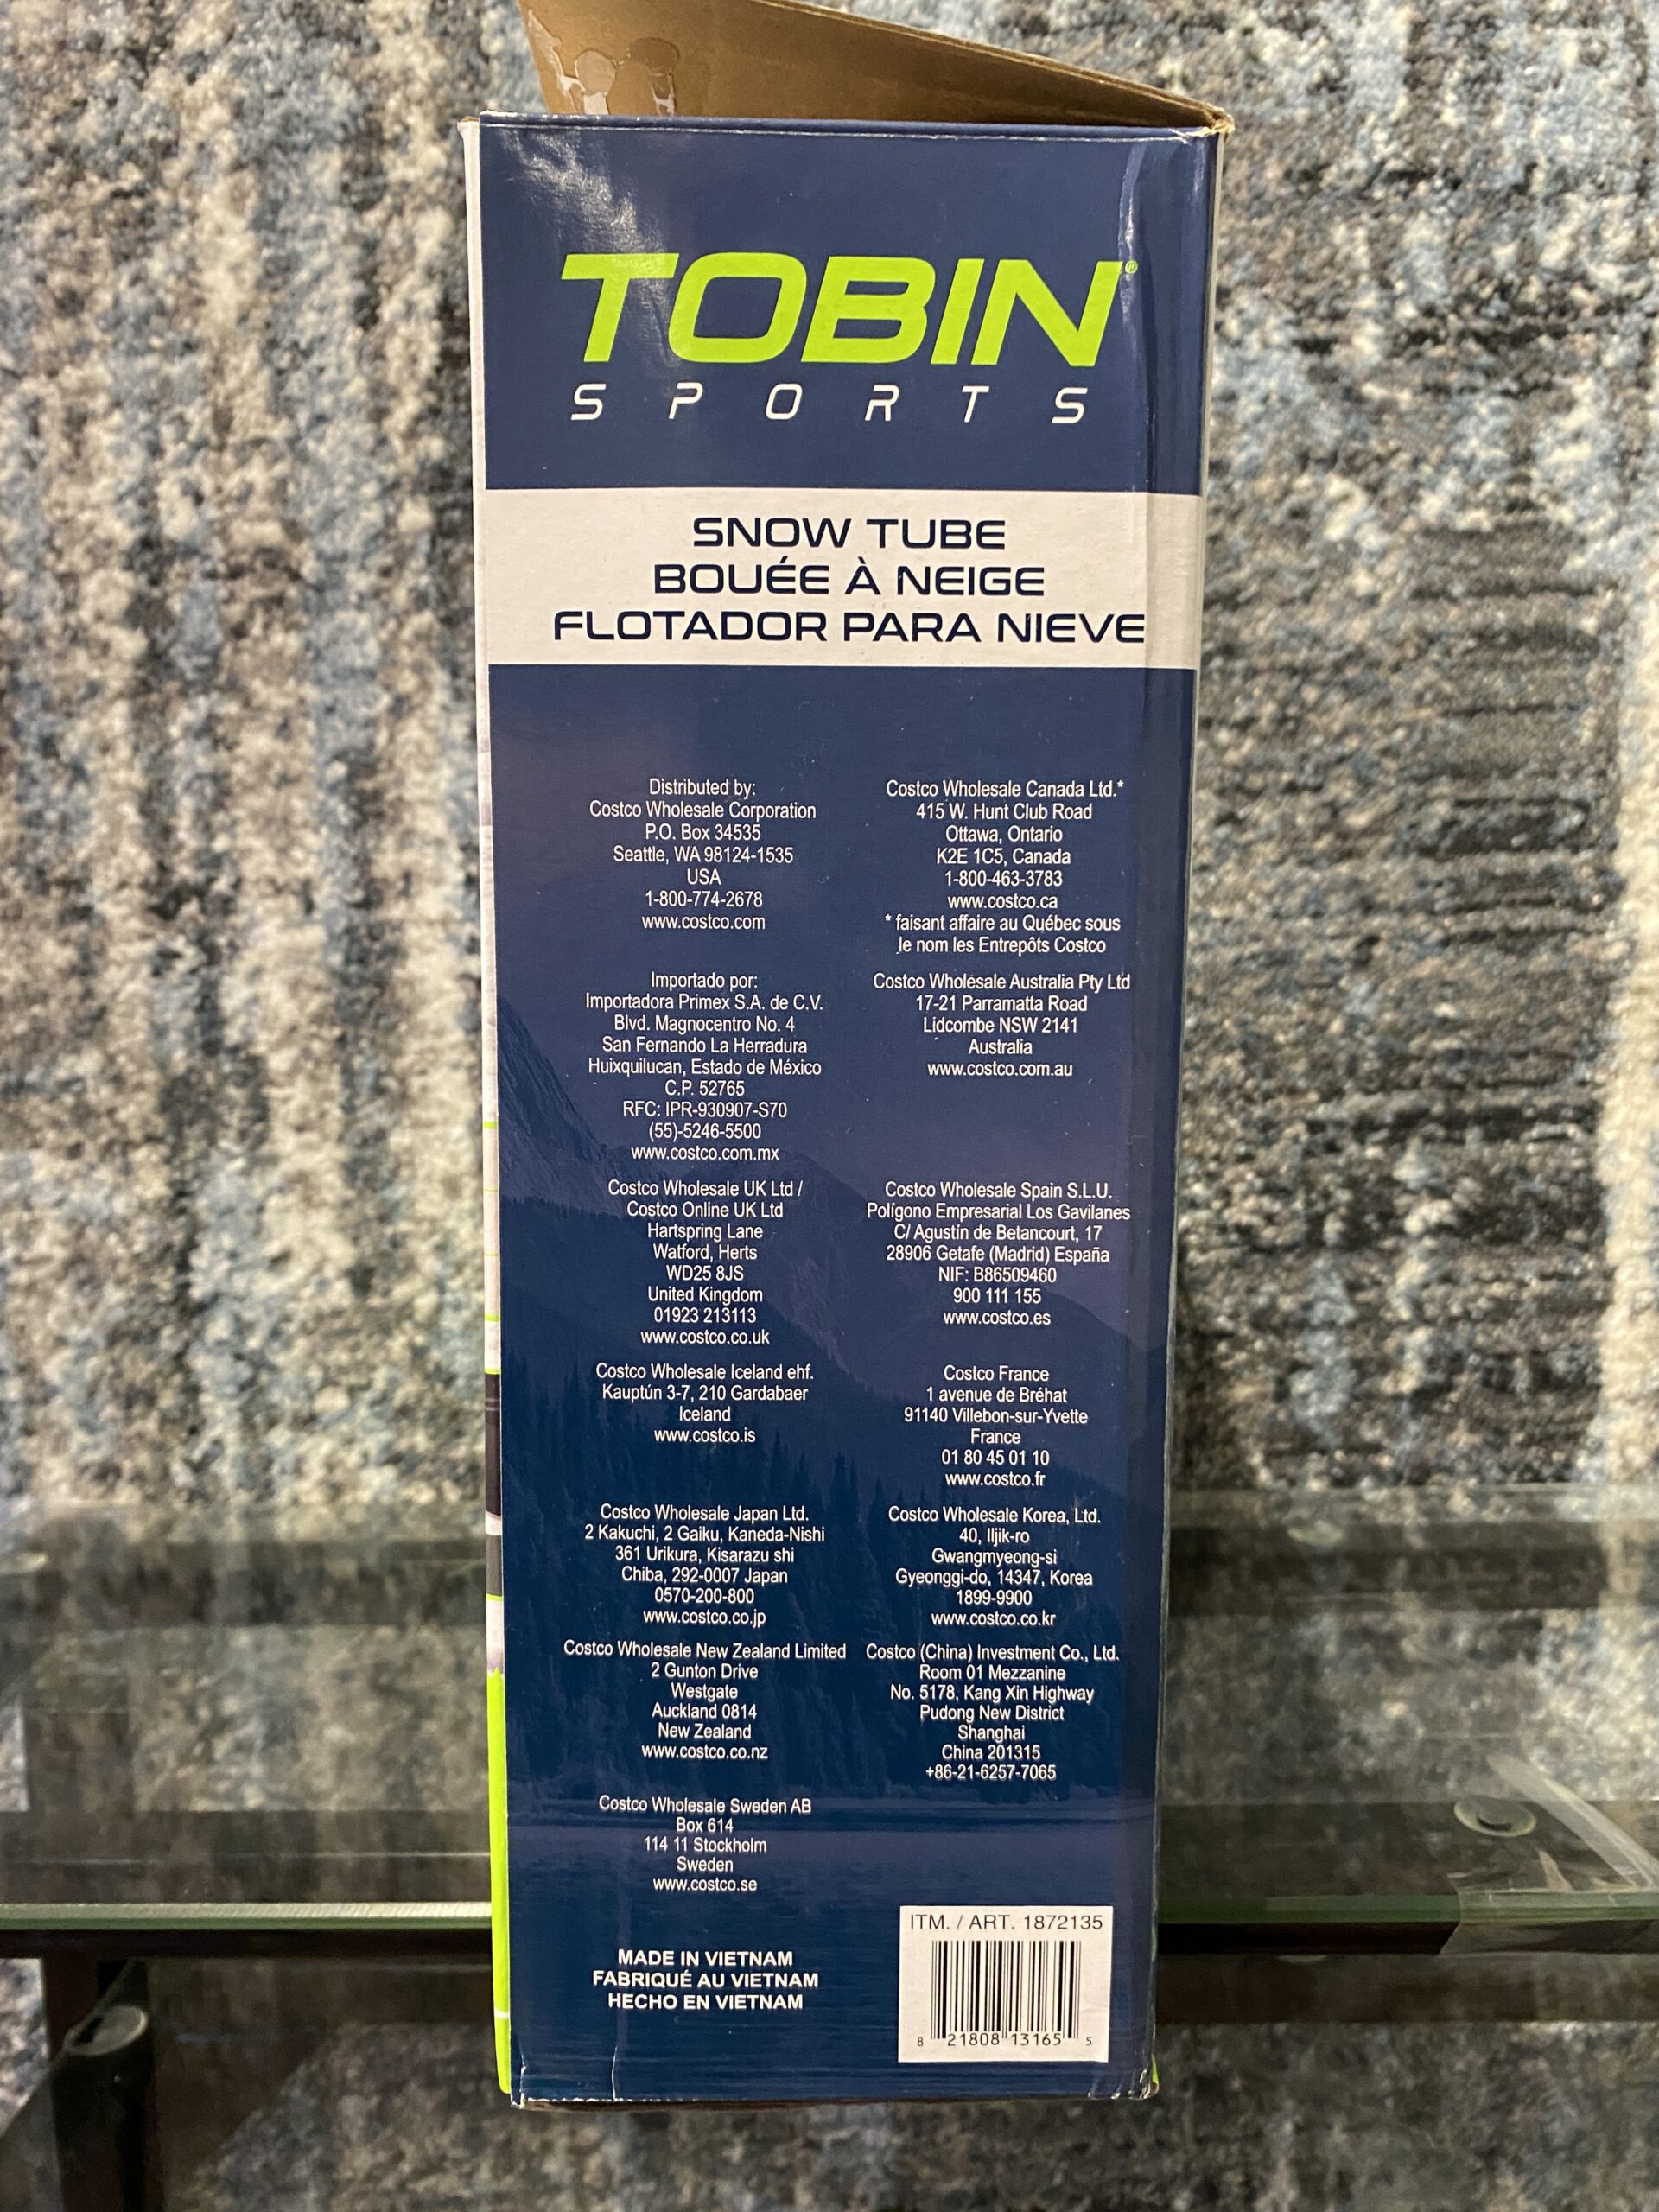 TOBIN®
SPORTS
SNOW TUBE
BOUÉE À NEIGE
FLOTADOR PARA NIEVE
Distributed by:
Costco Wholesale Corporation
P.O. Box 34535
Seattle, WA 98124-1535
USA
1-800-774-2678
www.costco.com
Costco Wholesale Canada Ltd.*
415 W. Hunt Club Road
Ottawa, Ontario
K2E 1C5, Canada
1-800-463-3783
www.costco.ca
* faisant affaire au Québec sous
le nom les Entrepôts Costco
Importado por:
Importadora Primex S.A. de C.V.
Blvd. Magnocentro No. 4
San Fernando La Herradura
Huixquilucan, Estado de México
C.P. 52765
RFC: IPR-930907-S70
(55)-5246-5500
www.costco.com.mx
Costco Wholesale Australia Pty Ltd
17-21 Parramatta Road
Lidcombe NSW 2141
Australia
www.costco.com.au
Costco Wholesale UK Ltd /
Costco Online UK Ltd
Hartspring Lane
Watford, Herts
WD25 8JS
United Kingdom
01923 213113
www.costco.co.uk
Costco Wholesale Spain S.L.U.
Polígono Empresarial Los Gavilanes
C/ Agustín de Betancourt, 17
28906 Getafe (Madrid) España
NIF: B86509460
900 111 155
www.costco.es
Costco Wholesale Iceland ehf.
Kauptún 3-7, 210 Gardabaer
Iceland
www.costco.is
Costco France
1 avenue de Bréhat
91140 Villebon-sur-Yvette
France
01 80 45 01 10
www.costco.fr
Costco Wholesale Japan Ltd.
2 Kakuchi, 2 Gaiku, Kaneda-Nishi
361 Urikura, Kisarazu shi
Chiba, 292-0007 Japan
0570-200-800
www.costco.co.jp
Costco Wholesale Korea, Ltd.
40, Iljik-ro
Gwangmyeong-si
Gyeonggi-do, 14347, Korea
1899-9900
www.costco.co.kr
Costco Wholesale New Zealand Limited
2 Gunton Drive
Westgate
Auckland 0814
New Zealand
www.costco.co.nz
Costco (China) Investment Co., Ltd.
Room 01 Mezzanine
No. 5178, Kang Xin Highway
Pudong New District
Shanghai
China 201315
+86-21-6257-7065
Costco Wholesale Sweden AB
Box 614
114 11 Stockholm
Sweden
www.costco.se
MADE IN VIETNAM
FABRIQUÉ AU VIETNAM
HECHO EN VIETNAM
ITM. / ART. 1872135
8 21808 13165 5